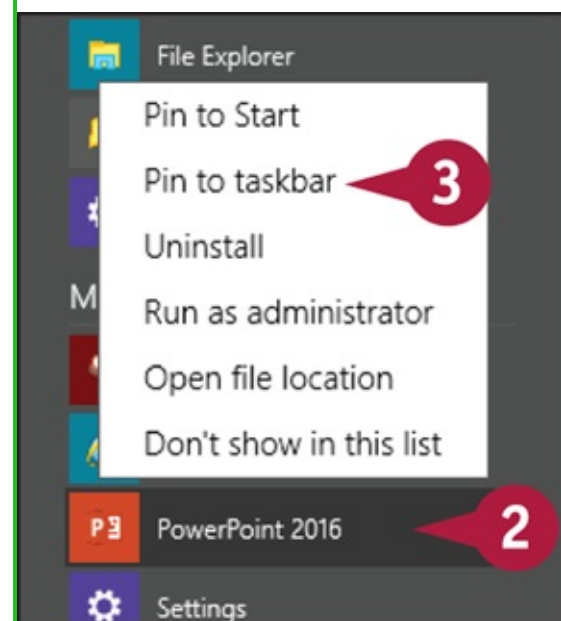 File Explorer
Pin to Start
Pin to taskbar
3
Uninstall
M
Run as administrator
Open file location
Don't show in this list
PowerPoint 2016
2
Settings